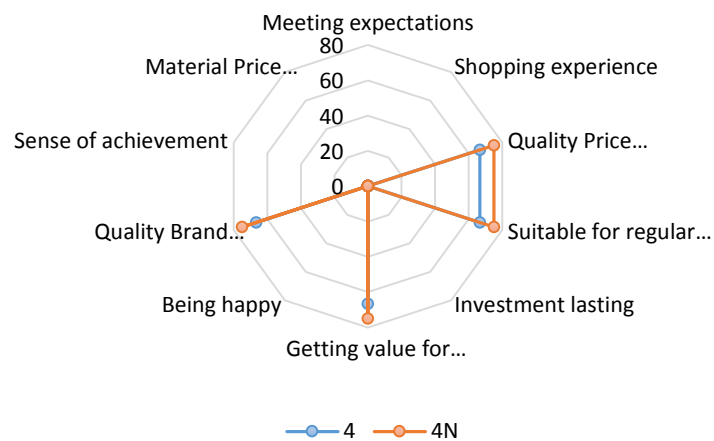 Meeting expectations
80
Material Price…
60
Shopping experience
40
Sense of achievement
20
Quality Price…
0
Quality Brand…
Suitable for regular…
Being happy
Investment lasting
Getting value for…
4
4N